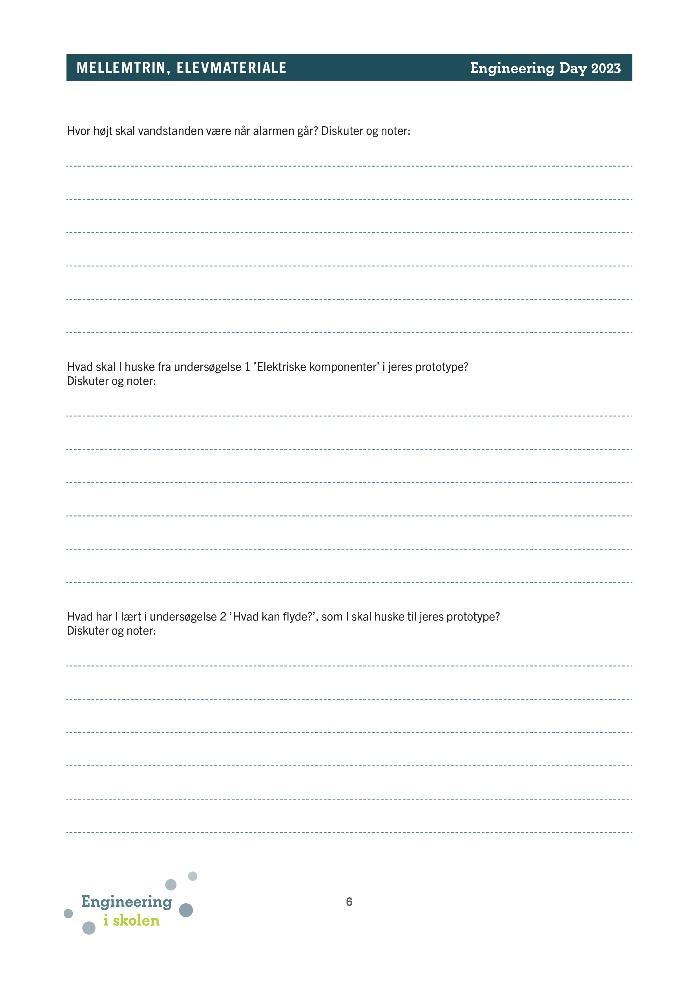 MELLEMTRIN, ELEVMATERIALE Engineering Day 2023
Hvor højt skal vandstanden være når alarmen går? Diskuter og noter:
Hvad skal I huske fra undersøgelse 1 'Elektriske komponenter' i jeres prototype?
Diskuter og noter:
Hvad har I lært i undersøgelse 2 'Hvad kan flyde?', som I skal huske til jeres prototype?
Diskuter og noter:
Engineering
i skolen
6